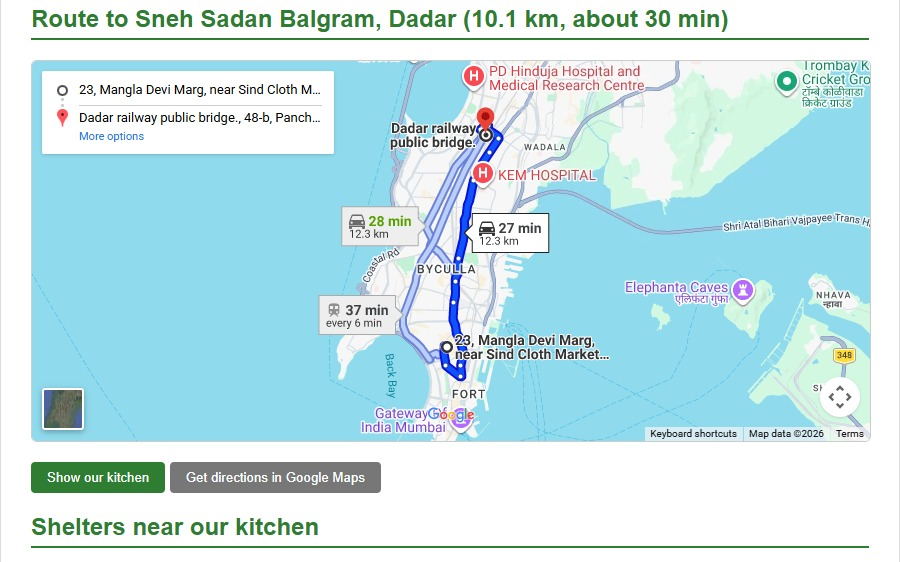 Route to Sneh Sadan Balgram, Dadar (10.1 km, about 30 min)
23, Mangla Devi Marg, near Sind Cloth M...
Dadar railway public bridge., 48-b, Panch...
More options
PD Hinduja Hospital and
Medical Research Centre
Trombay K
Cricket Gro
टॉम्बे कोळीवाडा
क्रिकेट ग्राउंड
Dadar railway
public bridge.
WADALA
KEM HOSPITAL
28 min
12.3 km
27 min
12.3 km
Shri Atal Bihari Vajpayee Trans H
Coastal Rd
BYCULLA
Elephanta Caves
एलिफेंटा गुंफा
NHAVA
न्हावा
37 min
every 6 min
23, Mangla Devi Marg,
near Sind Cloth Market...
348
Back Bay
FORT
Gateway
India Mumbai
Google
Keyboard shortcuts
Map data ©2026
Terms
Show our kitchen
Get directions in Google Maps
Shelters near our kitchen